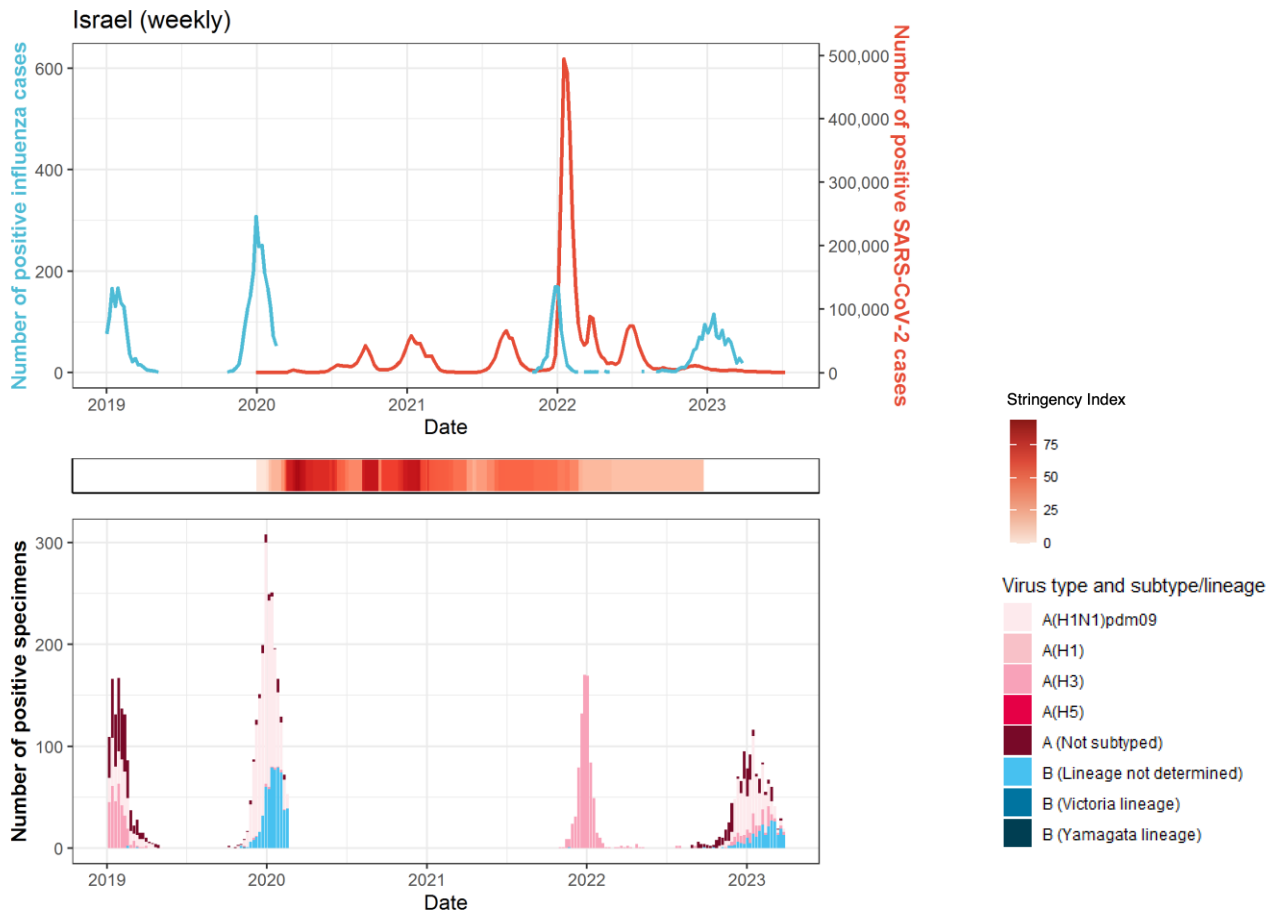 Israel (weekly)
Number of positive influenza cases
600
400
200
0
500,000
400,000
300,000
200,000
100,000
0
Number of positive SARS-CoV-2 cases
2019 2020 2021 2022 2023
Date
Stringency Index
75
50
25
0
Number of positive specimens
300
200
100
0
2019 2020 2021 2022 2023
Date
Virus type and subtype/lineage
A(H1N1)pdm09
A(H1)
A(H3)
A(H5)
A (Not subtyped)
B (Lineage not determined)
B (Victoria lineage)
B (Yamagata lineage)